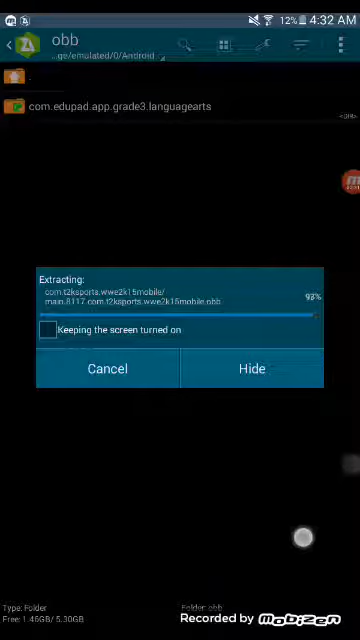 12% 4:32 AM
obb
...ge/emulated/0/Android
.
com.edupad.app.grade3.languagearts
Extracting:
com.t2ksports.wwe2k15mobile/
main.8117.com.t2ksports.wwe2k15mobile.obb
93%
Keeping the screen turned on
Cancel
Hide
Type: Folder
Free: 1.46GB/ 5.30GB
Folder: obb
Recorded by Mobizen